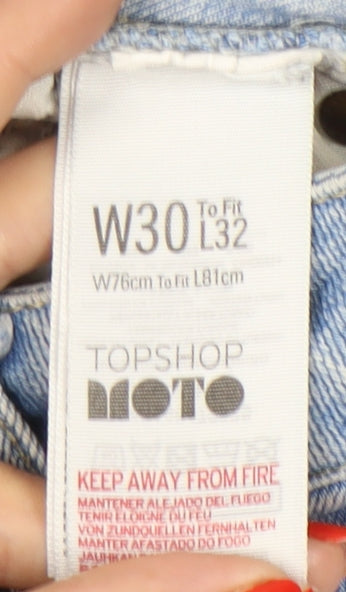 W30 To Fit L32
W76cm To Fit L81cm
TOPSHOP
MOTO
KEEP AWAY FROM FIRE
MANTENER ALEJADO DEL FUEGO
TENIR ÉLOIGNÉ DU FEU
VON ZUNDQUELLEN FERNHALTEN
MANTER AFASTADO DO FOGO